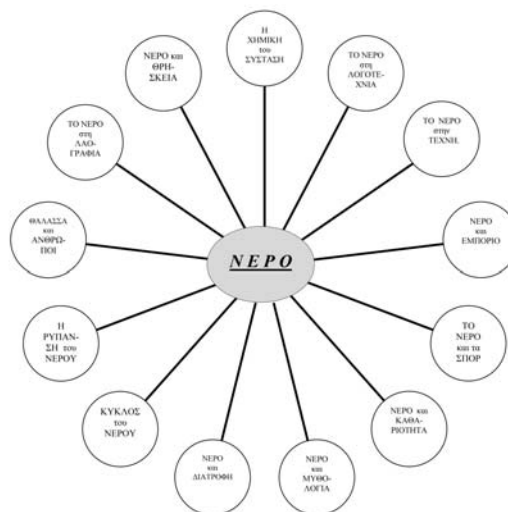 Η
ΧΗΜΙΚΗ
του
ΣΥΣΤΑΣΗ
ΤΟ ΝΕΡΟ
στη
ΛΟΓΟΤΕ-
ΧΝΙΑ
ΤΟ ΝΕΡΟ
στην
ΤΕΧΝΗ.
ΝΕΡΟ
και
ΕΜΠΟΡΙΟ
ΤΟ
ΝΕΡΟ
και τα
ΣΠΟΡ
ΝΕΡΟ και
ΚΑΘΑ-
ΡΙΟΤΗΤΑ
ΝΕΡΟ
και
ΜΥΘΟ-
ΛΟΓΙΑ
ΝΕΡΟ
και
ΔΙΑΤΡΟΦΗ
ΚΥΚΛΟΣ
του
ΝΕΡΟΥ
Η
ΡΥΠΑΝ-
ΣΗ του
ΝΕΡΟΥ
ΘΑΛΑΣΣΑ
και
ΑΝΘΡΩ-
ΠΟΙ
ΤΟ ΝΕΡΟ
στη
ΛΑΟ-
ΓΡΑΦΙΑ
ΝΕΡΟ και
ΘΡΗ-
ΣΚΕΙΑ
ΝΕΡΟ